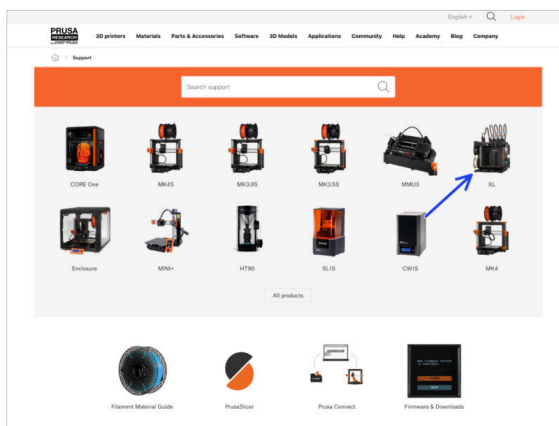 English
Login
PRUSA
RESEARCH
by JOSEF PRUSA
3D printers Materials Parts & Accessories Software 3D Models Applications Community Help Academy Blog Company
Support
Search support
CORE One MK4S MK3.9S MK3.5S MMU3 XL
Enclosure MINI+ HT90 SL1S CW1S MK4
All products
Filament Material Guide PrusaSlicer Prusa Connect Firmware & Downloads